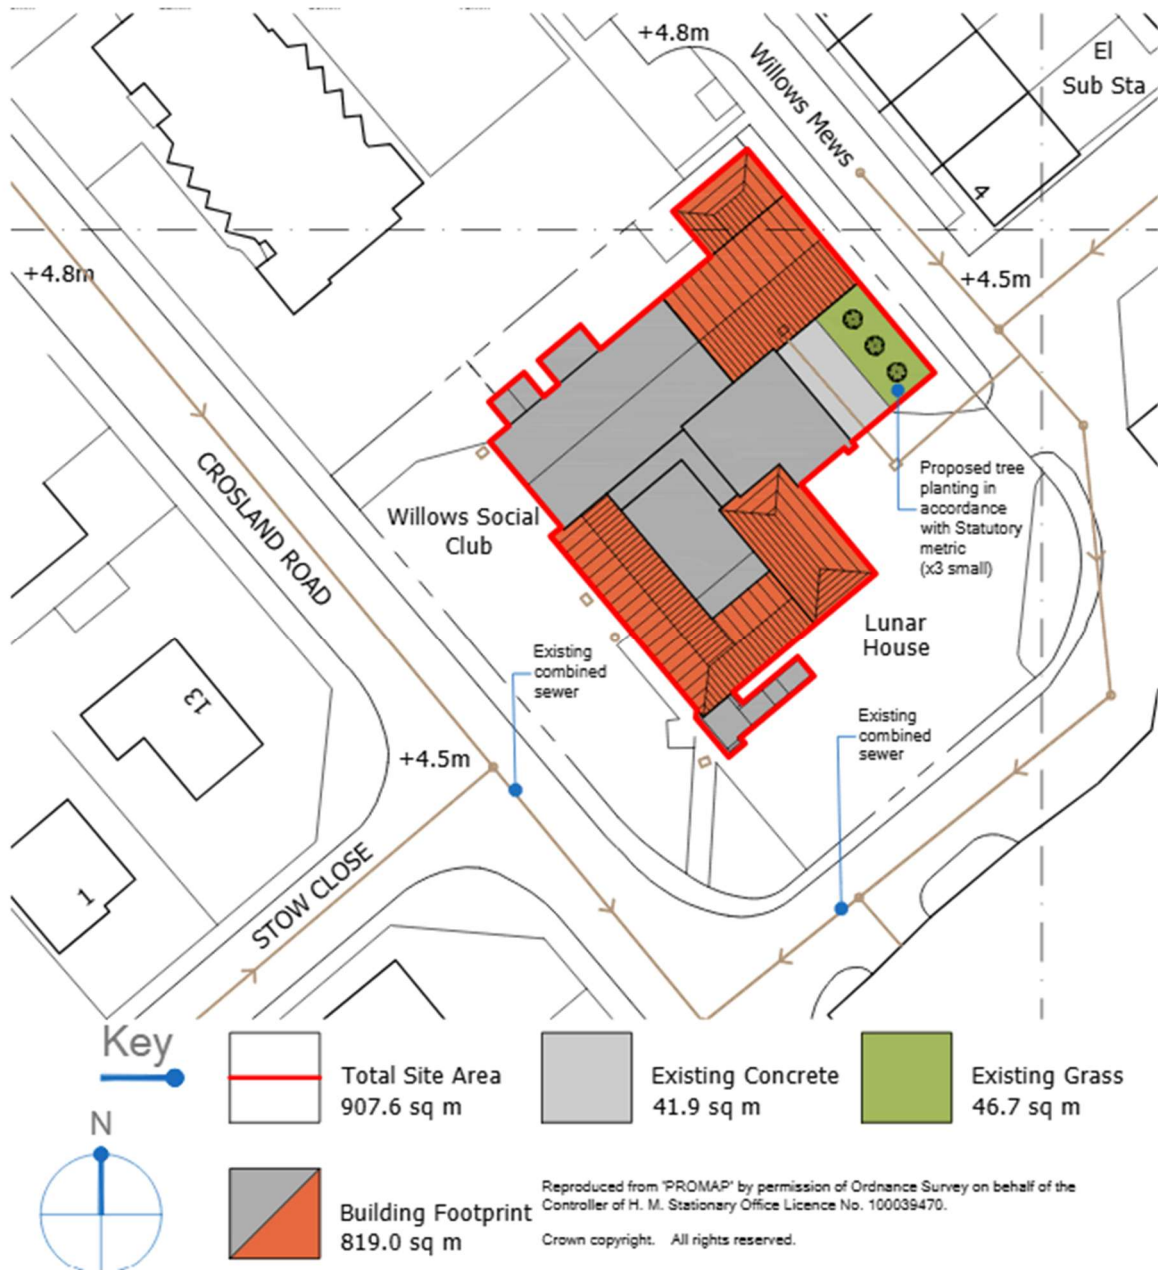 +4.8m
Willows Mews
El
Sub Sta
4
+4.8m
+4.5m
CROSLAND ROAD
Willows Social
Club
Proposed tree
planting in
accordance
with Statutory
metric
(x3 small)
Lunar
House
Existing
combined
sewer
13
Existing
combined
sewer
+4.5m
1
STOW CLOSE
Key
Total Site Area
907.6 sq m
Existing Concrete
41.9 sq m
Existing Grass
46.7 sq m
N
Building Footprint
819.0 sq m
Reproduced from 'PROMAP' by permission of Ordnance Survey on behalf of the
Controller of H. M. Stationary Office Licence No. 100039470.
Crown copyright. All rights reserved.